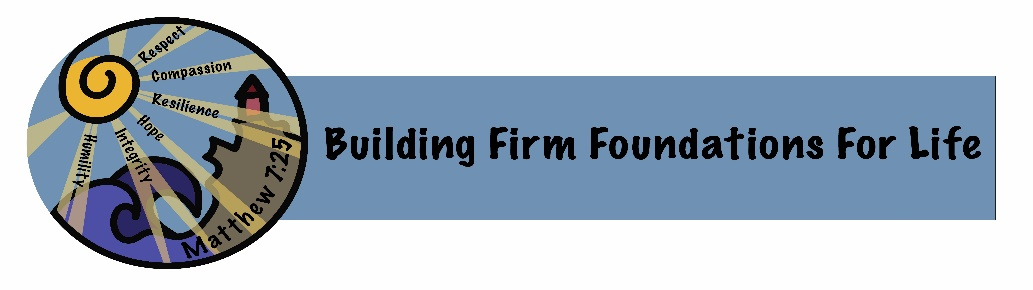 Respect
Compassion
Resilience
Hope
Integrity
Humility
Matthew 7:25
Building Firm Foundations For Life